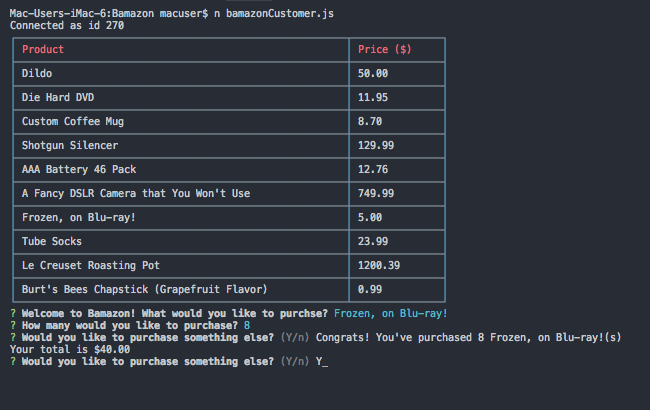 Mac-Users-iMac-6:Bamazon macuser$ n bamazonCustomer.js
Connected as id 270
Product Price ($)
Dildo 50.00
Die Hard DVD 11.95
Custom Coffee Mug 8.70
Shotgun Silencer 129.99
AAA Battery 46 Pack 12.76
A Fancy DSLR Camera that You Won't Use 749.99
Frozen, on Blu-ray! 5.00
Tube Socks 23.99
Le Creuset Roasting Pot 1200.39
Burt's Bees Chapstick (Grapefruit Flavor) 0.99
? Welcome to Bamazon! What would you like to purchse? Frozen, on Blu-ray!
? How many would you like to purchase? 8
? Would you like to purchase something else? (Y/n) Congrats! You've purchased 8 Frozen, on Blu-ray!(s)
Your total is $40.00
? Would you like to purchase something else? (Y/n) Y_